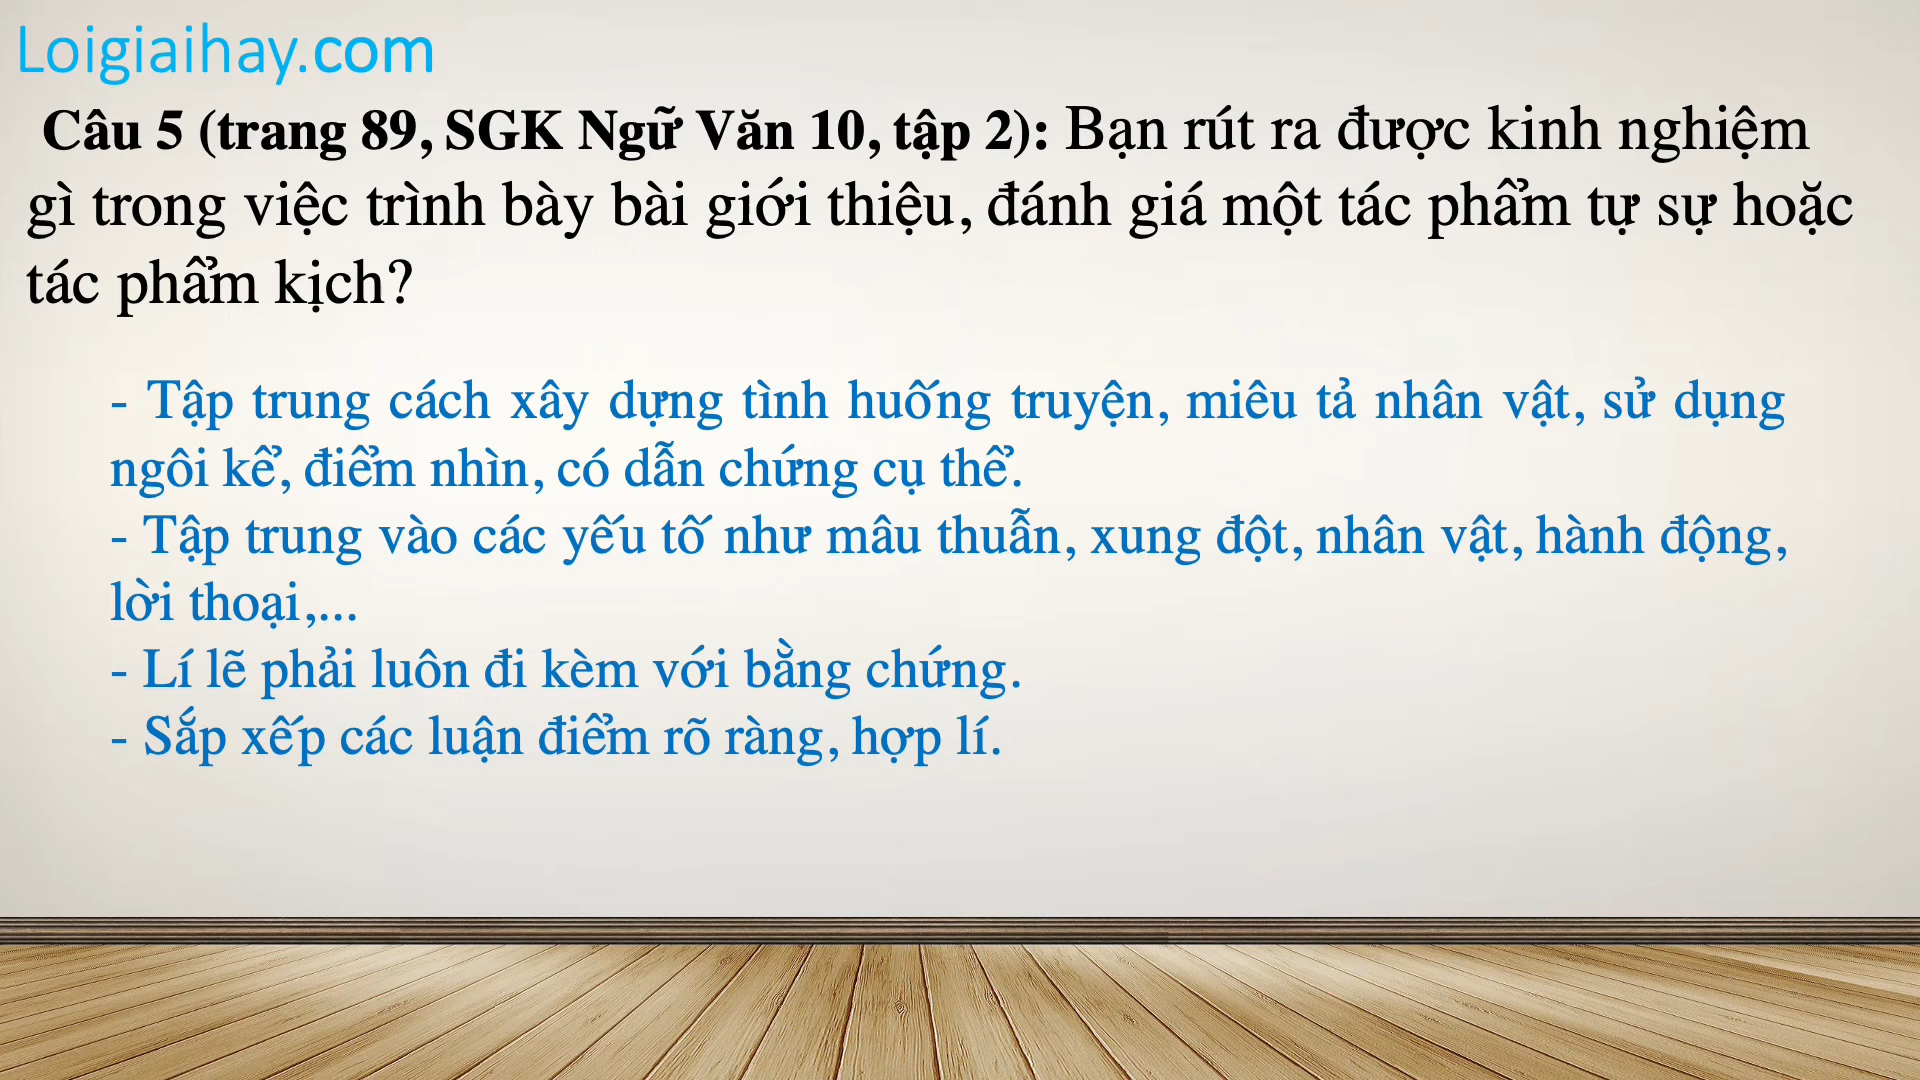 Loigiaihay.com
Câu 5 (trang 89, SGK Ngữ Văn 10, tập 2): Bạn rút ra được kinh nghiệm
gì trong việc trình bày bài giới thiệu, đánh giá một tác phẩm tự sự hoặc
tác phẩm kịch?
- Tập trung cách xây dựng tình huống truyện, miêu tả nhân vật, sử dụng
ngôi kể, điểm nhìn, có dẫn chứng cụ thể.
- Tập trung vào các yếu tố như mâu thuẫn, xung đột, nhân vật, hành động,
lời thoại,...
- Lí lẽ phải luôn đi kèm với bằng chứng.
- Sắp xếp các luận điểm rõ ràng, hợp lí.